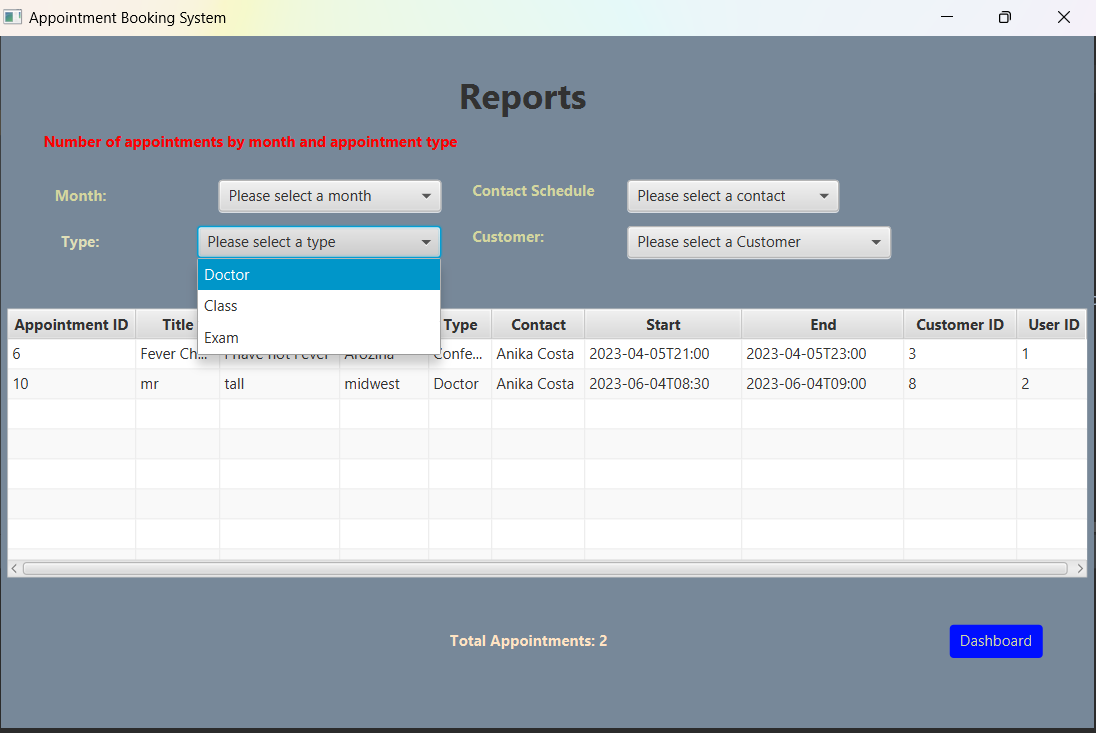 Appointment Booking System
Reports
Number of appointments by month and appointment type
Month: Please select a month Contact Schedule Please select a contact
Type: Please select a type Customer: Please select a Customer
Doctor
Class
Exam
Appointment ID Title Type Contact Start End Customer ID User ID
6 Fever Ch... I have not Fever Arozina Confe... Anika Costa 2023-04-05T21:00 2023-04-05T23:00 3 1
10 mr tall midwest Doctor Anika Costa 2023-06-04T08:30 2023-06-04T09:00 8 2
Total Appointments: 2
Dashboard